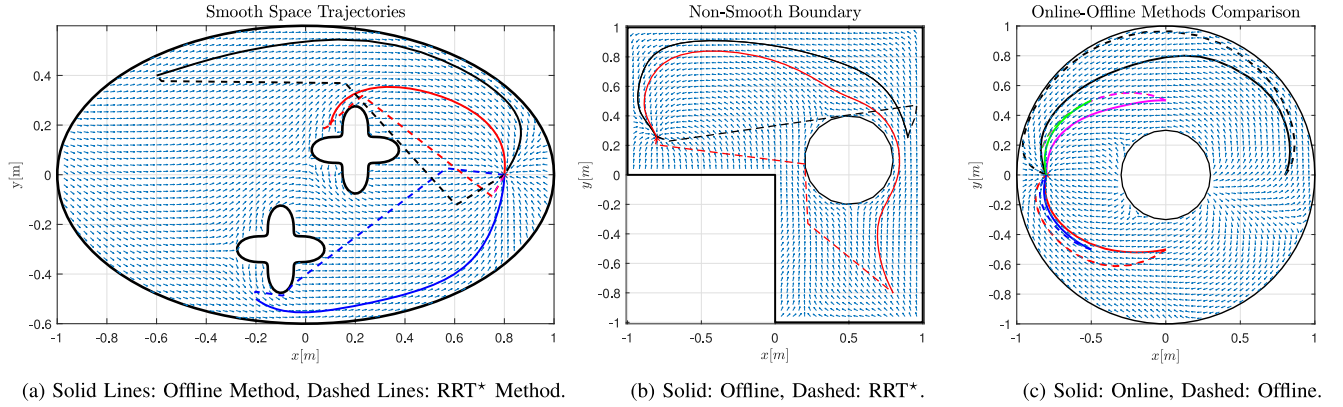 Smooth Space Trajectories
y[m]
0.4
0.2
0
-0.2
-0.4
-0.6
-1 -0.8 -0.6 -0.4 -0.2 0 0.2 0.4 0.6 0.8 1
x[m]
(a) Solid Lines: Offline Method, Dashed Lines: RRT⋆ Method.
Non-Smooth Boundary
y[m]
1
0.8
0.6
0.4
0.2
0
-0.2
-0.4
-0.6
-0.8
-1
-1 -0.5 0 0.5 1
x[m]
(b) Solid: Offline, Dashed: RRT⋆.
Online-Offline Methods Comparison
y[m]
1
0.8
0.6
0.4
0.2
0
-0.2
-0.4
-0.6
-0.8
-1
-1 -0.5 0 0.5 1
x[m]
(c) Solid: Online, Dashed: Offline.